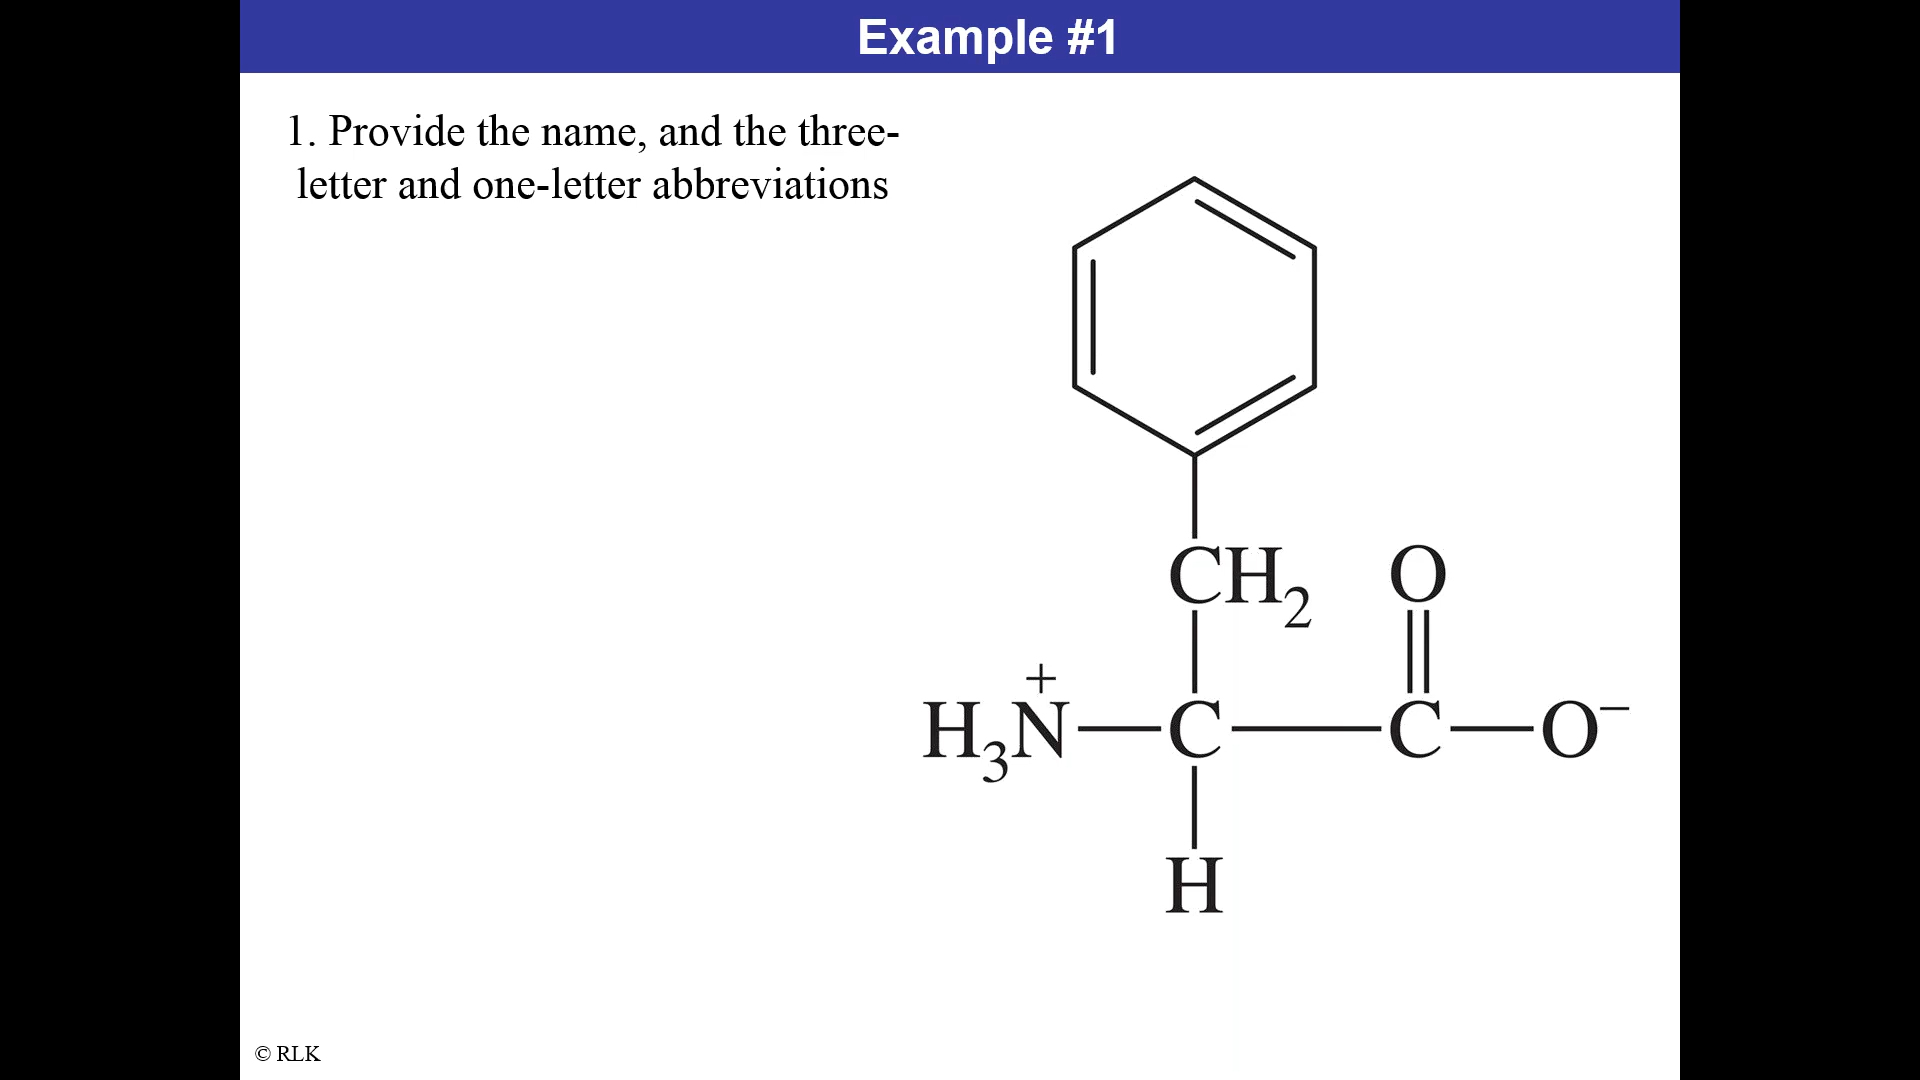 Example #1
1. Provide the name, and the three-
letter and one-letter abbreviations
CH₂ O
+
H₃N C C O⁻
H
© RLK